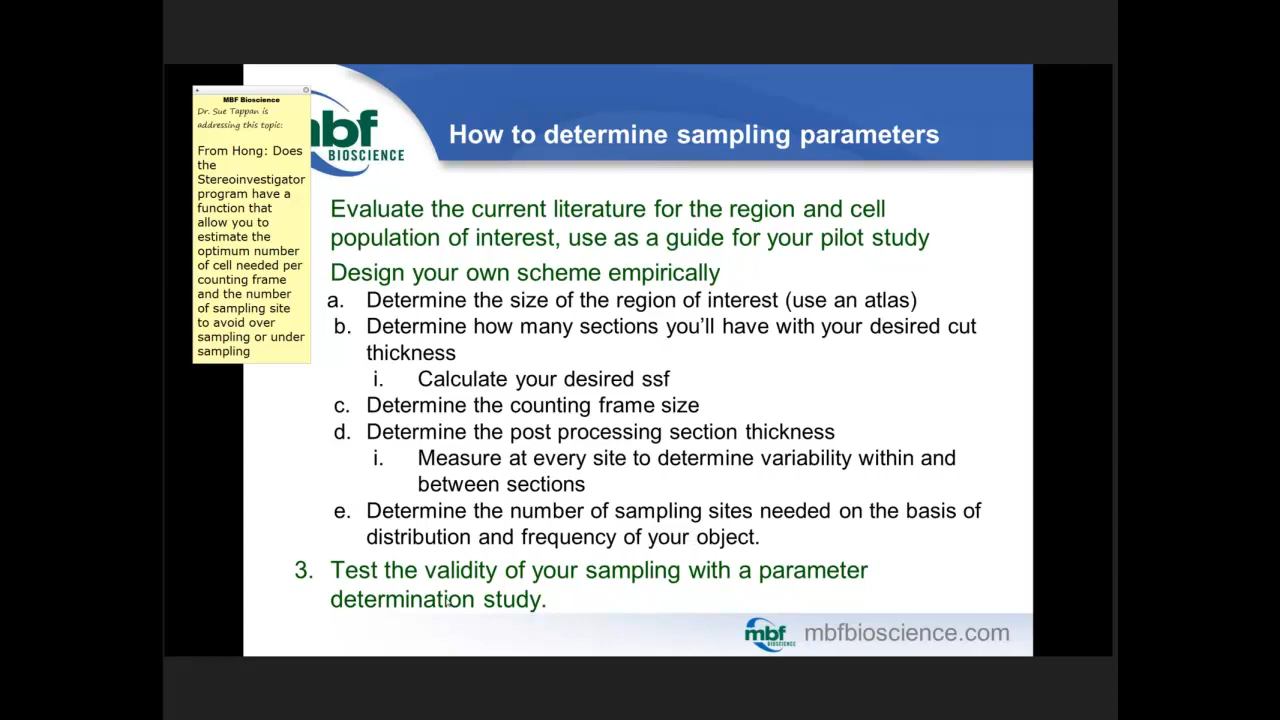 MBF Bioscience
Dr. Sue Tappan is
addressing this topic:
From Hong: Does
the
Stereoinvestigator
program have a
function that
allow you to
estimate the
optimum number
of cell needed per
counting frame
and the number
of sampling site
to avoid over
sampling or under
sampling
mbf
BIOSCIENCE
How to determine sampling parameters
Evaluate the current literature for the region and cell
population of interest, use as a guide for your pilot study
Design your own scheme empirically
a. Determine the size of the region of interest (use an atlas)
b. Determine how many sections you'll have with your desired cut
thickness
i. Calculate your desired ssf
c. Determine the counting frame size
d. Determine the post processing section thickness
i. Measure at every site to determine variability within and
between sections
e. Determine the number of sampling sites needed on the basis of
distribution and frequency of your object.
3. Test the validity of your sampling with a parameter
determination study.
mbf
BIOSCIENCE
mbfbioscience.com